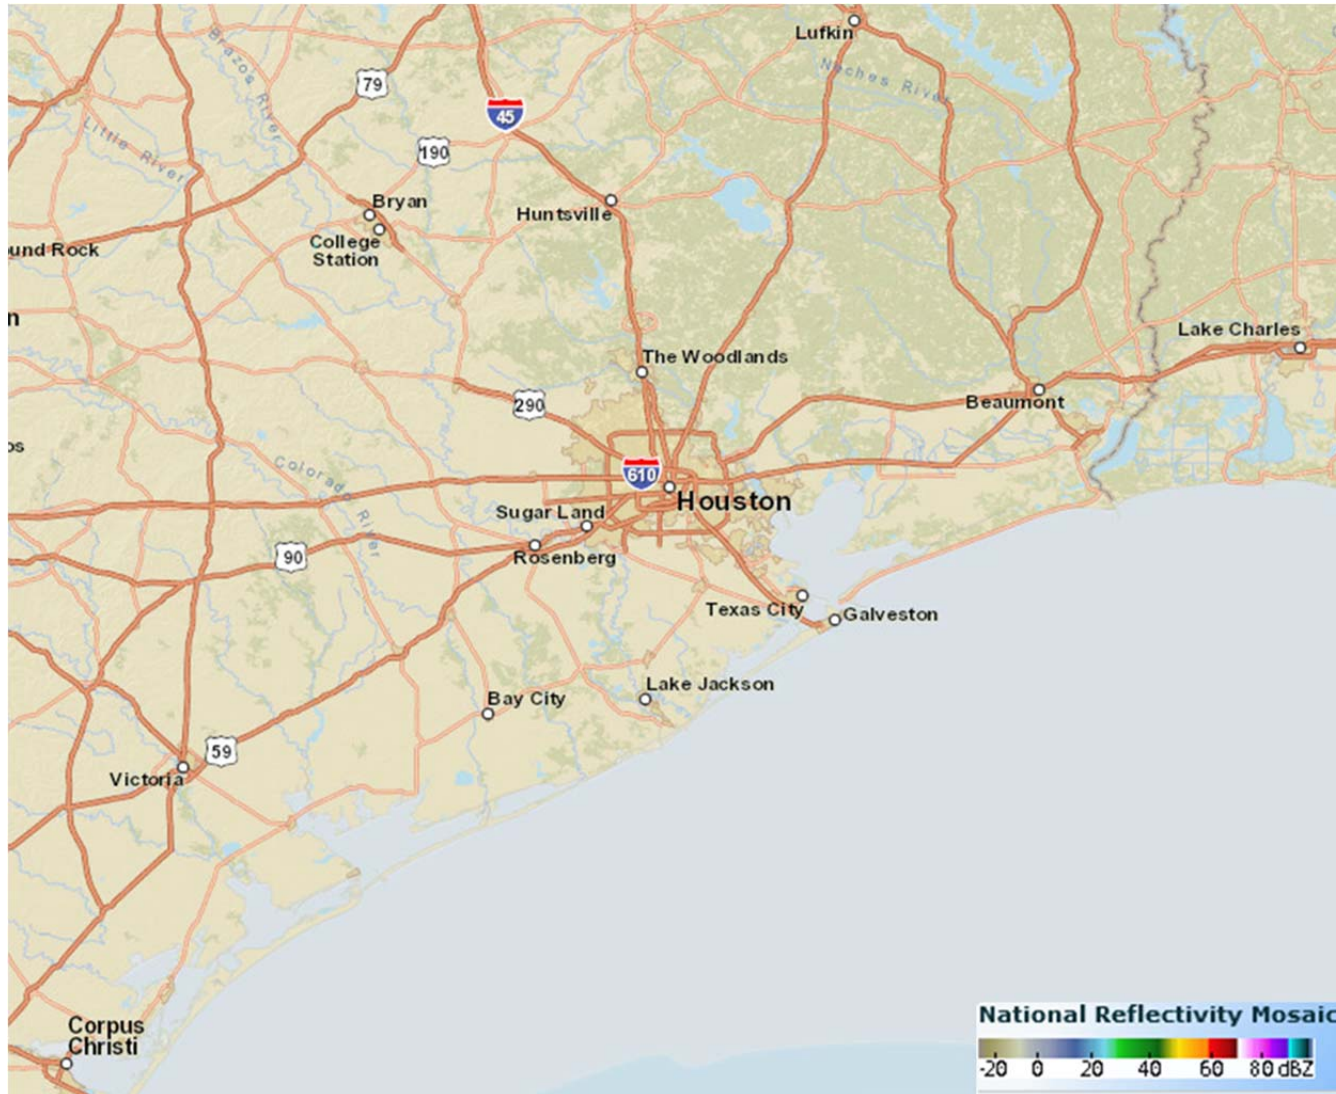 Lufkin
Neches River
Brazos River
79
45
Little River
190
Bryan
Huntsville
College
Station
und Rock
n
Lake Charles
The Woodlands
290
Beaumont
os
Colorado River
610
Houston
Sugar Land
90
Rosenberg
Texas City
Galveston
Lake Jackson
Bay City
59
Victoria
Corpus
Christi
National Reflectivity Mosaic
-20 0 20 40 60 80 dBZ